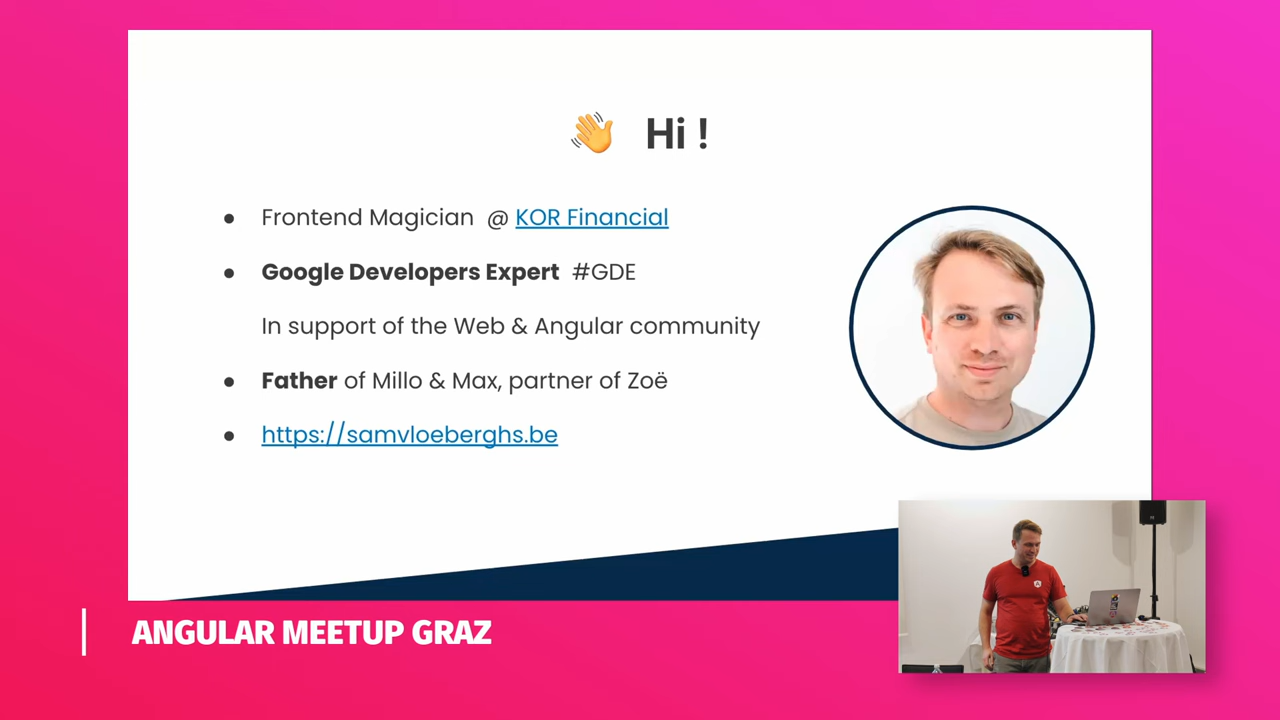 👋 Hi !
● Frontend Magician @ KOR Financial
● Google Developers Expert #GDE
In support of the Web & Angular community
● Father of Millo & Max, partner of Zoë
● https://samvloeberghs.be
ANGULAR MEETUP GRAZ